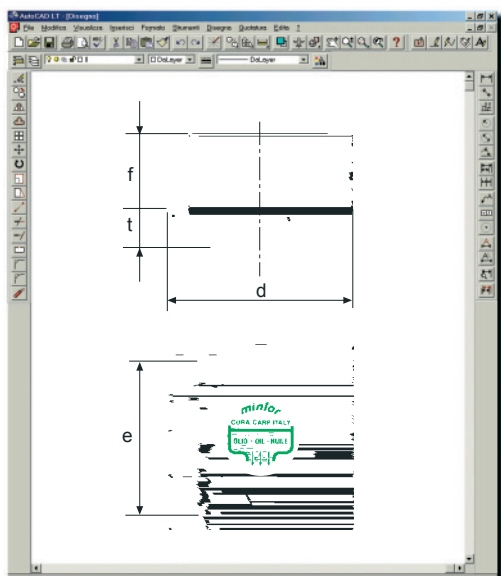 AutoCAD LT - [Disegno]
File Modifica Visualizza Inserisci Formato Strumenti Disegna Quotatura Edita ?
DaLayer DaLayer
f
t
d
minfor
CURA CARP ITALY
OLIO - OIL - HUILE
e